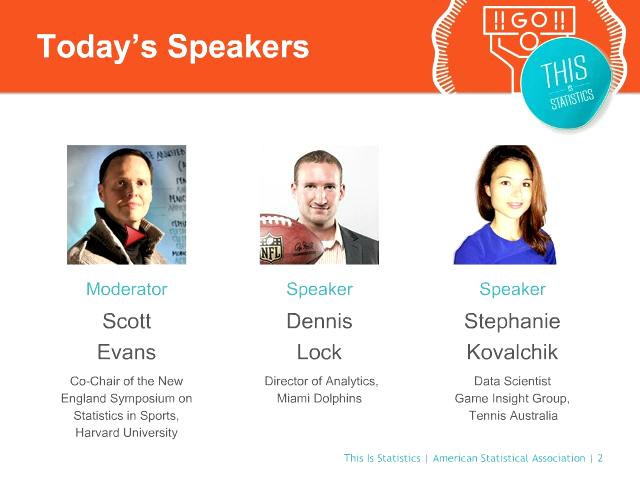 Today's Speakers
!! GO !!
THIS
IS
STATISTICS
NFL
Moderator
Scott
Evans
Co-Chair of the New
England Symposium on
Statistics in Sports,
Harvard University
Speaker
Dennis
Lock
Director of Analytics,
Miami Dolphins
Speaker
Stephanie
Kovalchik
Data Scientist
Game Insight Group,
Tennis Australia
This Is Statistics | American Statistical Association | 2